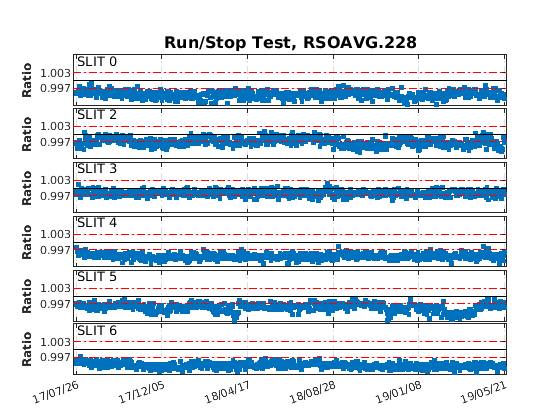 Run/Stop Test, RSOAVG.228
SLIT 0
1.003
0.997
Ratio
SLIT 2
1.003
0.997
Ratio
SLIT 3
1.003
0.997
Ratio
SLIT 4
1.003
0.997
Ratio
SLIT 5
1.003
0.997
Ratio
SLIT 6
1.003
0.997
Ratio
17/07/26 17/12/05 18/04/17 18/08/28 19/01/08 19/05/21